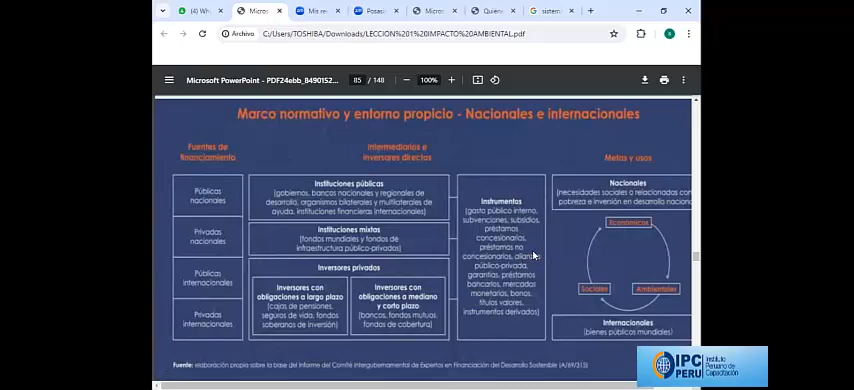 (4) Wh
Micros
Mis re
Posas
Micros
Quién
sistem
Archivo
C:/Users/TOSHIBA/Downloads/LECCION%201%20IMPACTO%20AMBIENTAL.pdf
Microsoft PowerPoint - PDF24ebb_8490152...
85 / 148
100%
Marco normativo y entorno propicio - Nacionales e internacionales
Fuentes de
financiamiento
Intermediarios e
inversores directos
Metas y usos
Públicas
nacionales
Privadas
nacionales
Públicas
internacionales
Privadas
internacionales
Instituciones públicas
(gobiernos, bancos nacionales y regionales de
desarrollo, organismos bilaterales y multilaterales de
ayuda, instituciones financieras internacionales)
Instituciones mixtas
(fondos mundiales y fondos de
infraestructura público-privados)
Inversores privados
Inversores con
obligaciones a largo plazo
(cajas de pensiones,
seguros de vida, fondos
soberanos de inversión)
Inversores con
obligaciones a mediano
y corto plazo
(bancos, fondos mutuos,
fondos de cobertura)
Instrumentos
(gasto público interno,
subvenciones, subsidios,
préstamos
concesionarios,
préstamos no
concesionarios, alianzas
público-privada,
garantías, préstamos
bancarios, mercados
monetarios, bonos,
títulos valores,
instrumentos derivados)
Nacionales
(necesidades sociales o relacionadas con
pobreza e inversión en desarrollo nacion
Económicos
Sociales
Ambientales
Internacionales
(bienes públicos mundiales)
Fuente: elaboración propia sobre la base del Informe del Comité Intergubernamental de Expertos en Financiación del Desarrollo Sostenible (A/69/315)
IPC
PERU
Instituto
Peruano de
Capacitación